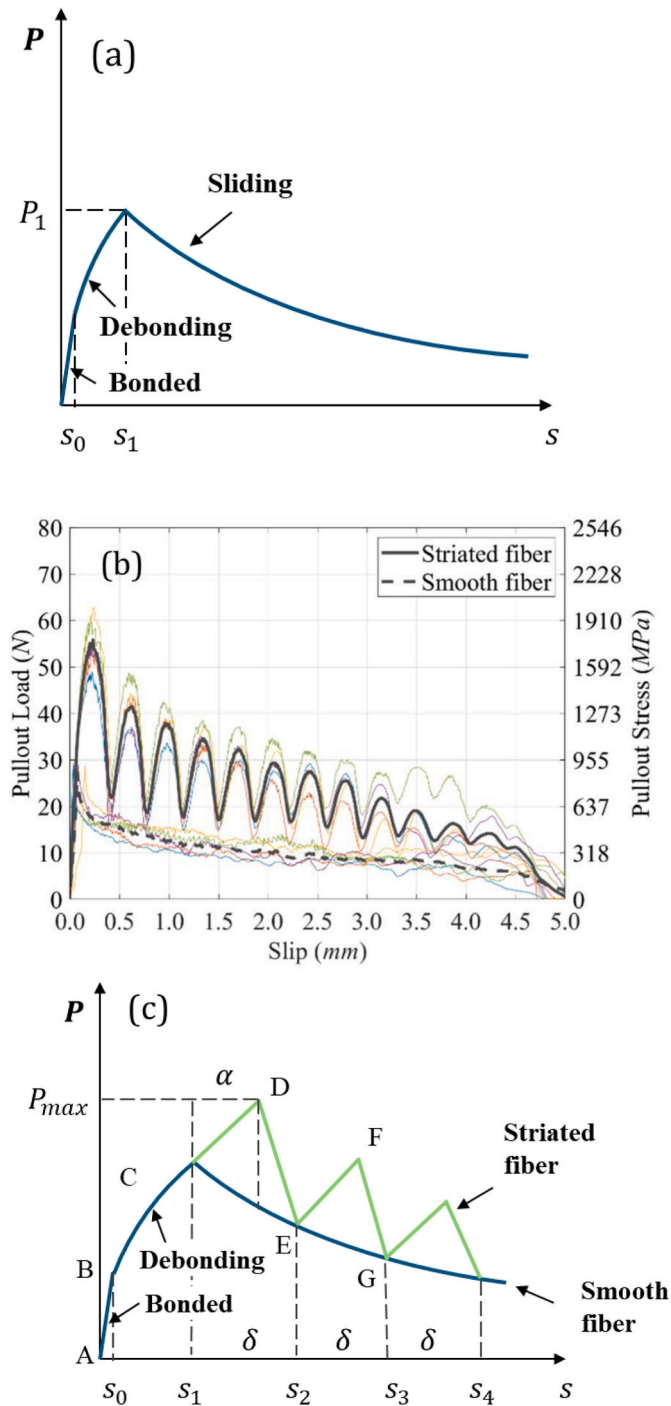 P
(a)
Sliding
P₁
Debonding
Bonded
s₀ s₁ s
(b)
Striated fiber
Smooth fiber
Pullout Load (N)
80
70
60
50
40
30
20
10
0
2546
2228
1910
1592
1273
955
637
318
0
Pullout Stress (MPa)
0.0 0.5 1.0 1.5 2.0 2.5 3.0 3.5 4.0 4.5 5.0
Slip (mm)
P
(c)
α
D
Pmax
F
Striated
fiber
C
E
Debonding
G
B
Bonded
Smooth
fiber
A
δ δ δ
s₀ s₁ s₂ s₃ s₄ s